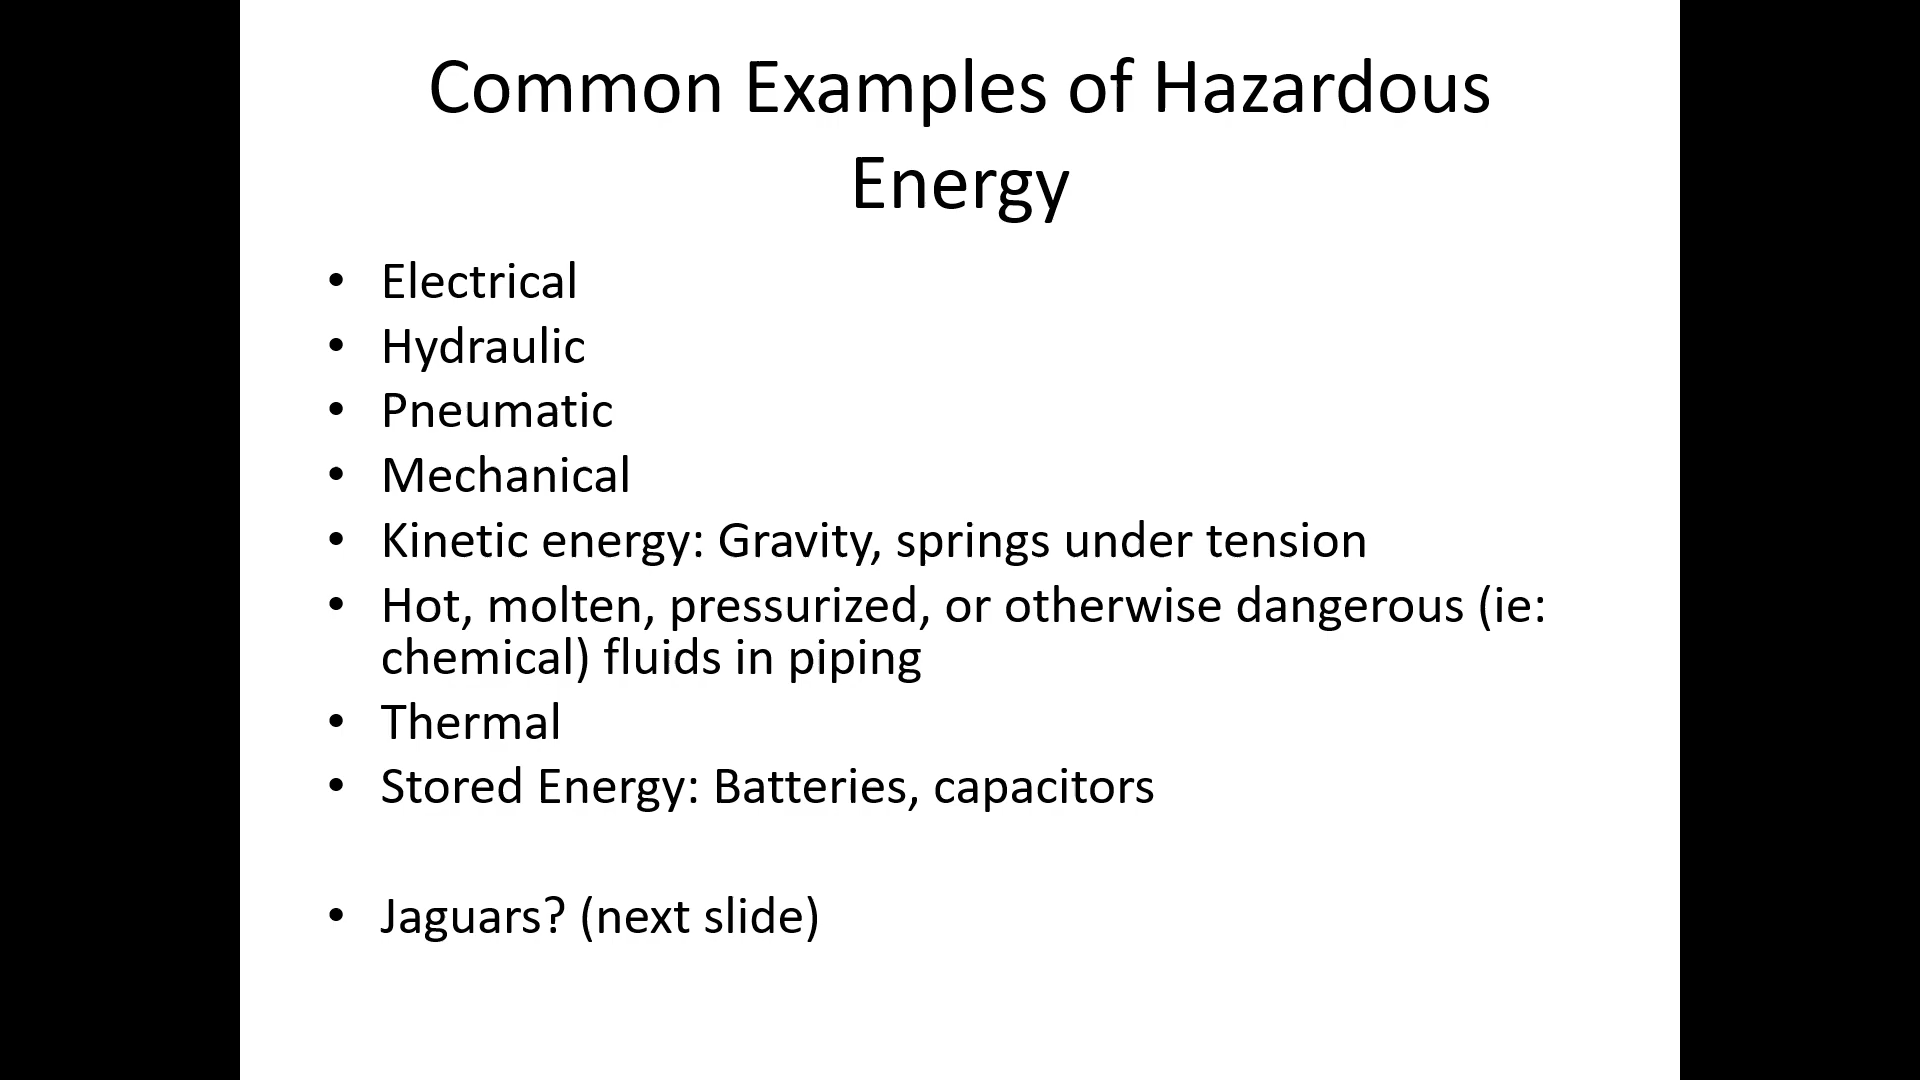 Common Examples of Hazardous
Energy
• Electrical
• Hydraulic
• Pneumatic
• Mechanical
• Kinetic energy: Gravity, springs under tension
• Hot, molten, pressurized, or otherwise dangerous (ie:
chemical) fluids in piping
• Thermal
• Stored Energy: Batteries, capacitors
• Jaguars? (next slide)